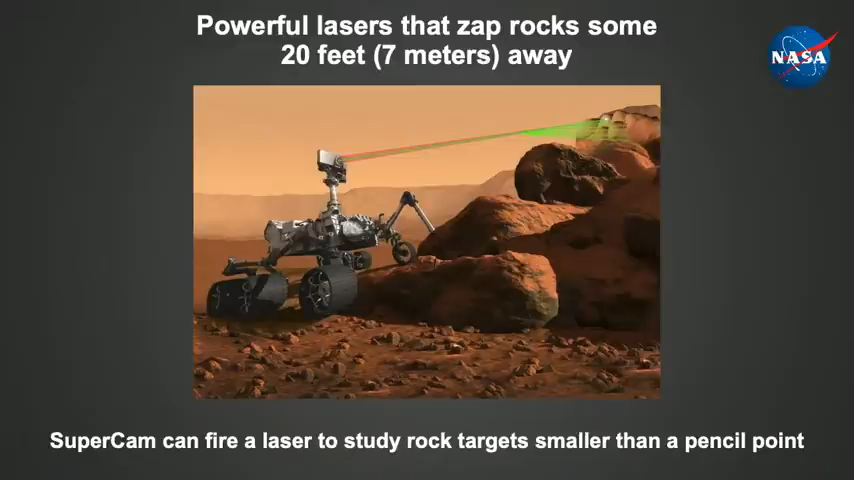 Powerful lasers that zap rocks some
20 feet (7 meters) away
NASA
SuperCam can fire a laser to study rock targets smaller than a pencil point